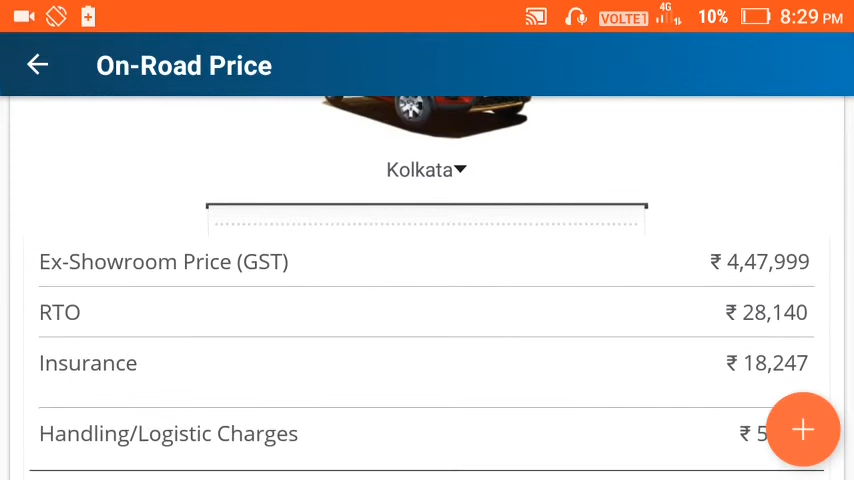 VOLTE1 4G 10% 8:29 PM
On-Road Price
Kolkata
Ex-Showroom Price (GST) ₹ 4,47,999
RTO ₹ 28,140
Insurance ₹ 18,247
Handling/Logistic Charges ₹ 5